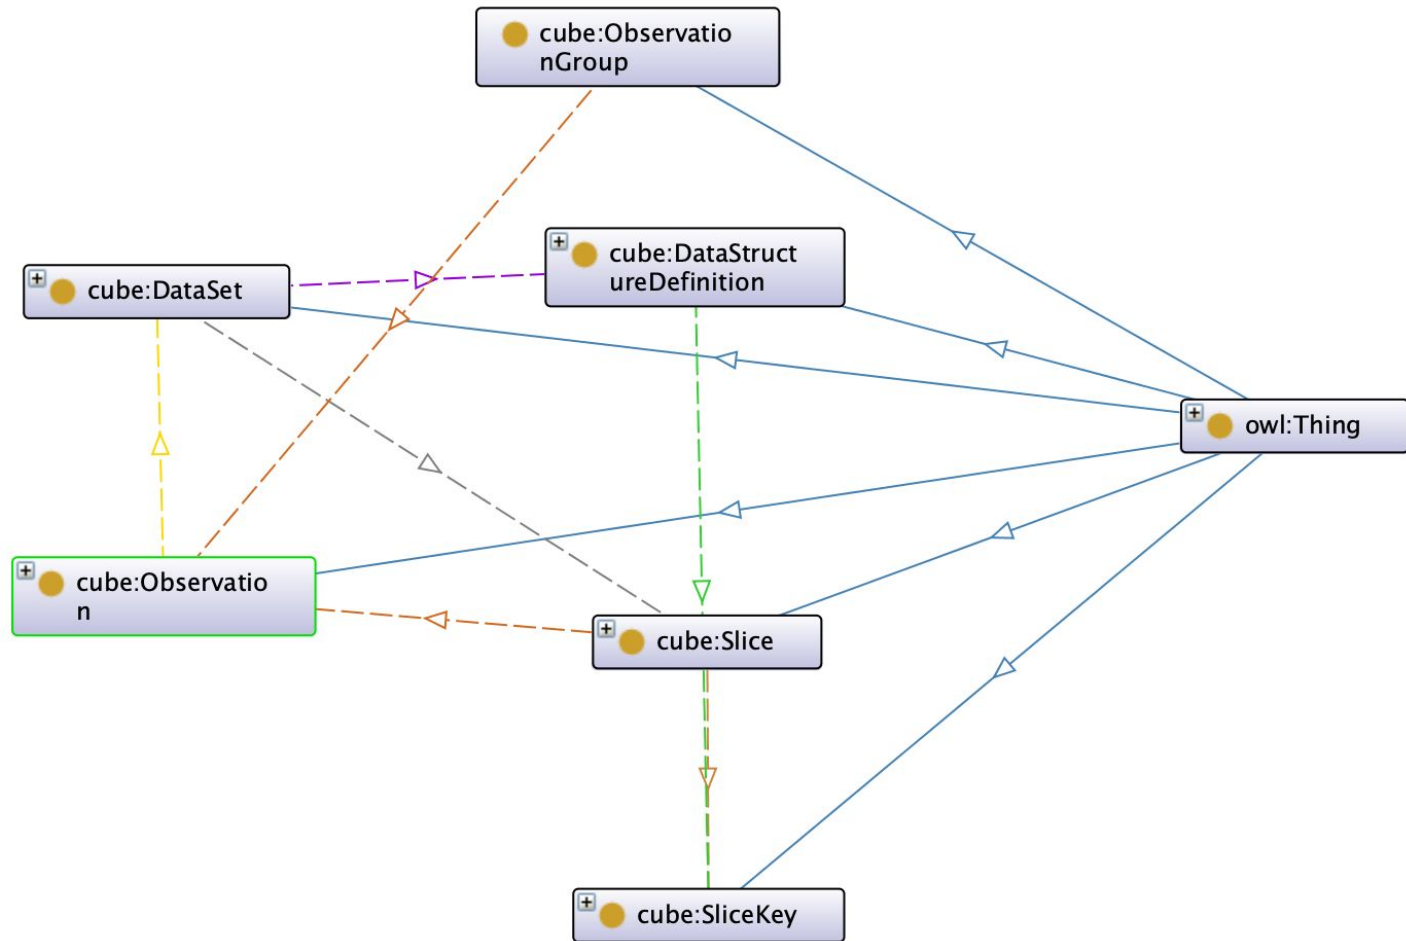 cube:Observatio
nGroup
cube:DataStruct
ureDefinition
cube:DataSet
owl:Thing
cube:Observatio
n
cube:Slice
cube:SliceKey